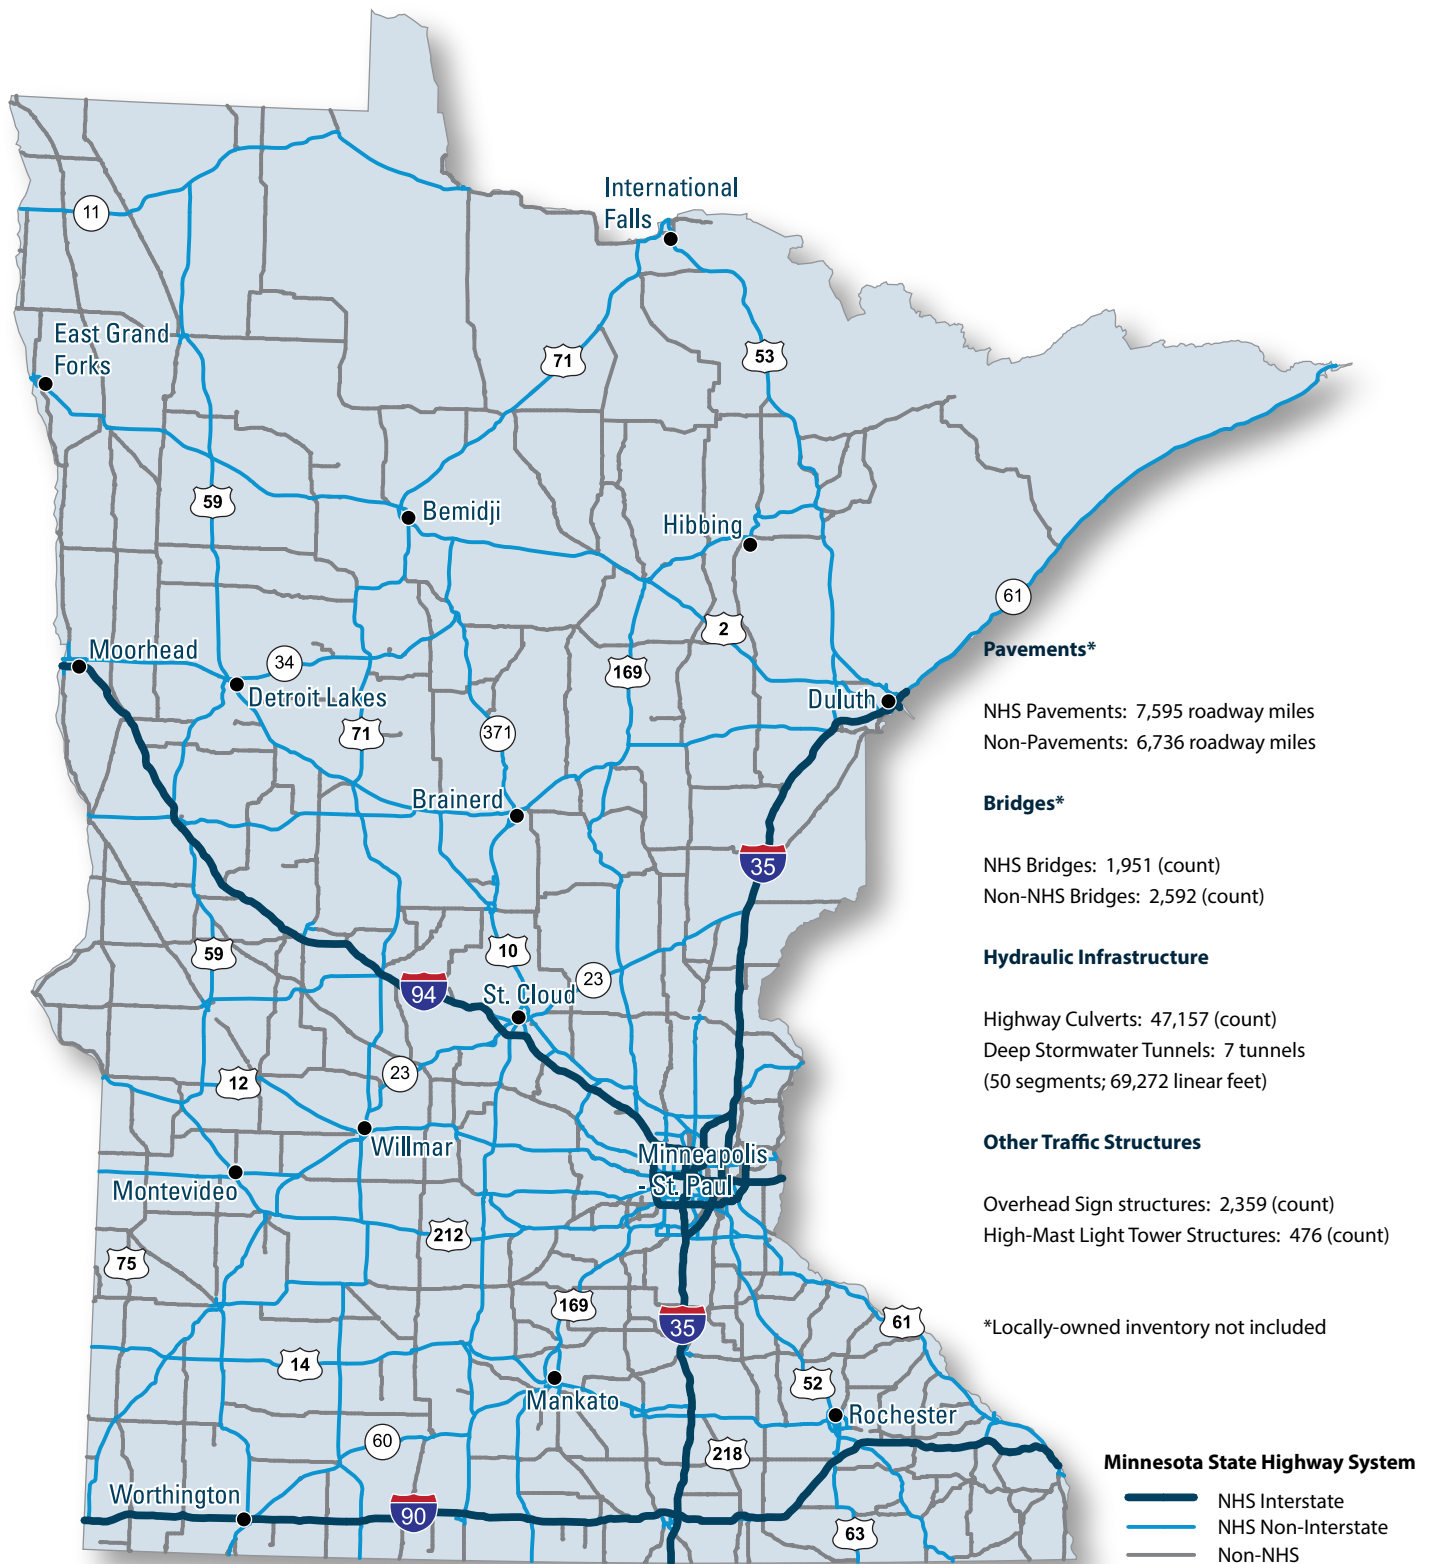 International
Falls
11
East Grand
Forks
71
53
59
Bemidji
Hibbing
61
2
Moorhead
34
Detroit Lakes
169
Duluth
71
371
Brainerd
35
59
10
23
94
St. Cloud
23
12
Willmar
Minneapolis
- St. Paul
Montevideo
212
75
169
35
61
14
52
Mankato
Rochester
60
218
Worthington
90
63
Pavements*
NHS Pavements: 7,595 roadway miles
Non-Pavements: 6,736 roadway miles
Bridges*
NHS Bridges: 1,951 (count)
Non-NHS Bridges: 2,592 (count)
Hydraulic Infrastructure
Highway Culverts: 47,157 (count)
Deep Stormwater Tunnels: 7 tunnels
(50 segments; 69,272 linear feet)
Other Traffic Structures
Overhead Sign structures: 2,359 (count)
High-Mast Light Tower Structures: 476 (count)
*Locally-owned inventory not included
Minnesota State Highway System
NHS Interstate
NHS Non-Interstate
Non-NHS